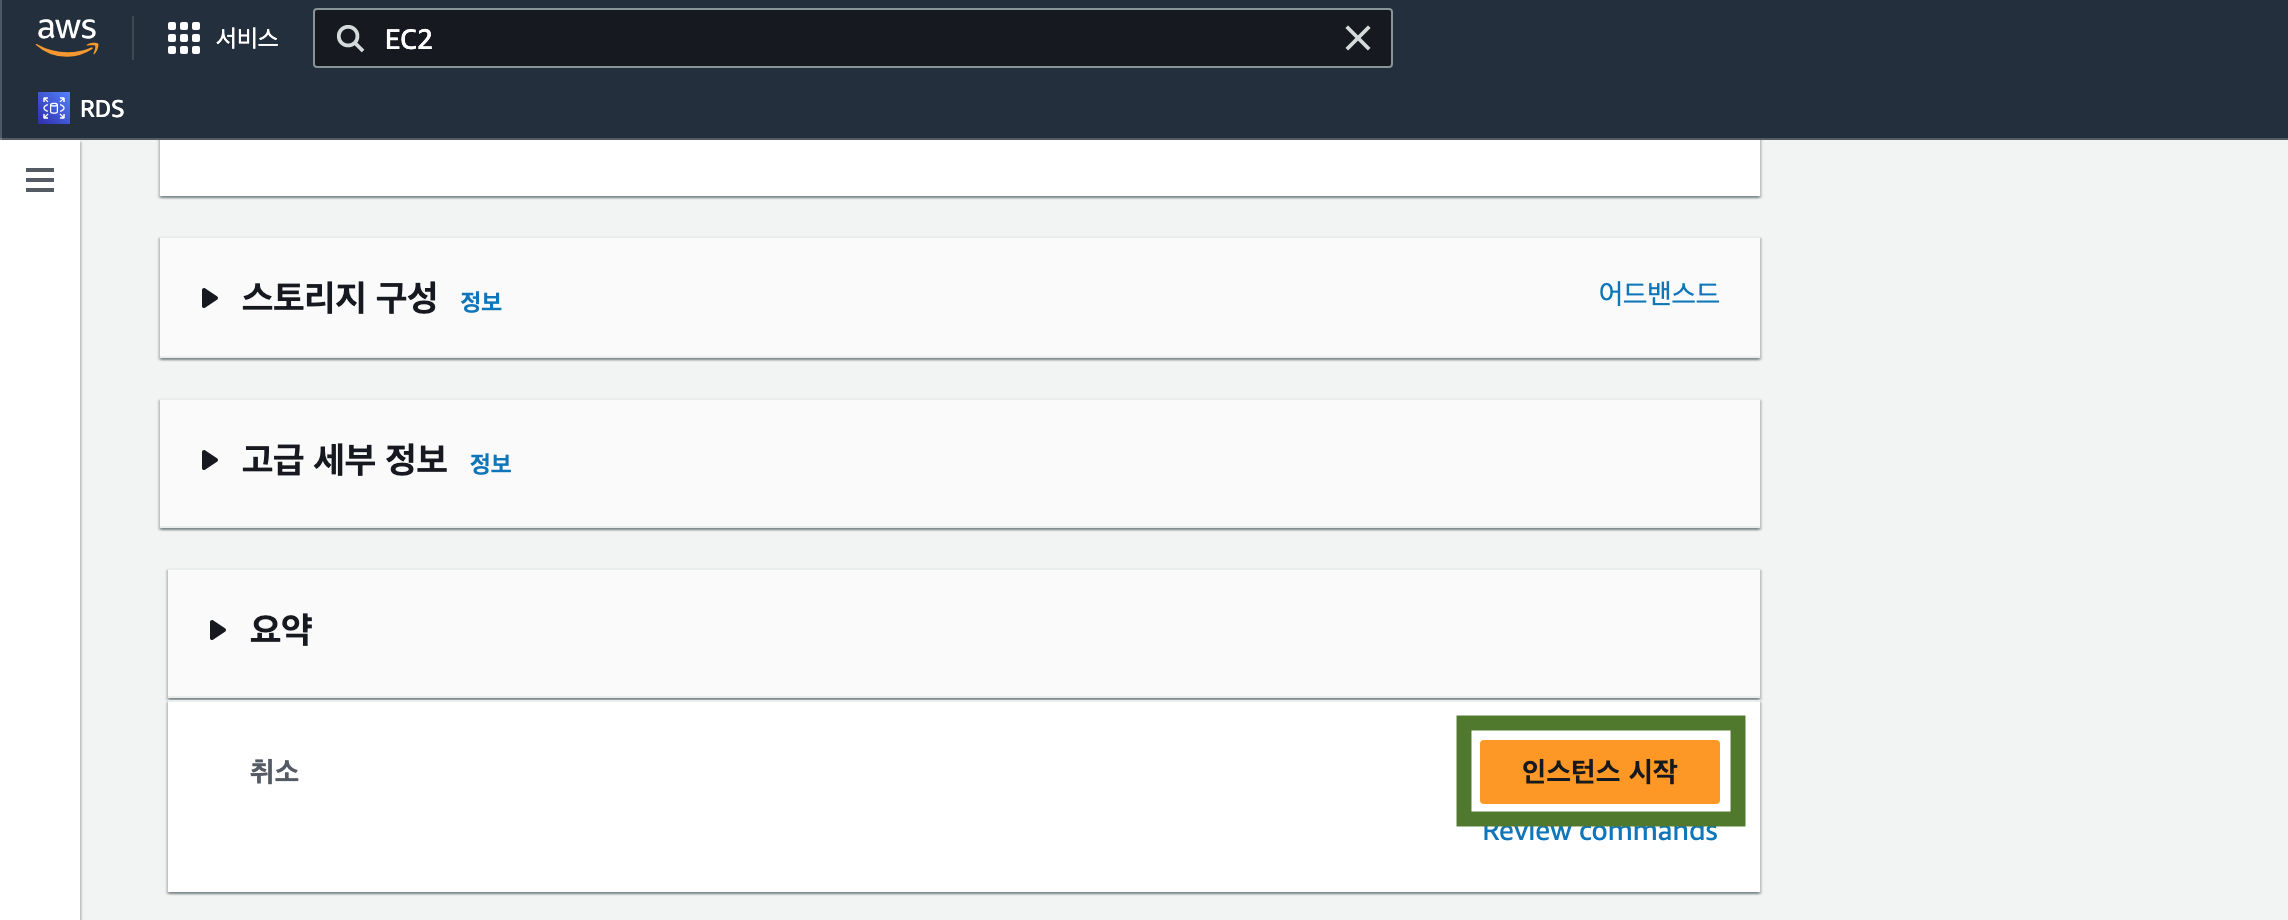 aws
서비스
EC2
RDS
스토리지 구성 정보
어드밴스드
고급 세부 정보 정보
요약
취소
인스턴스 시작
Review commands